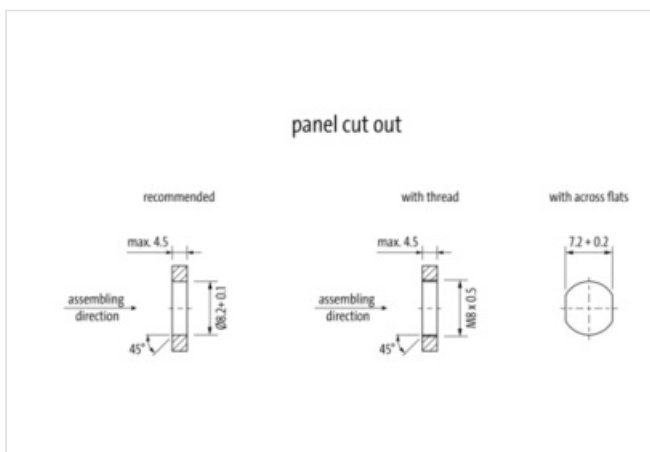 panel cut out
recommended
with thread
with across flats
max. 4.5
max. 4.5
7.2 + 0.2
assembling
direction
Ø8.2+ 0.1
45°
assembling
direction
M8 x 0.5
45°